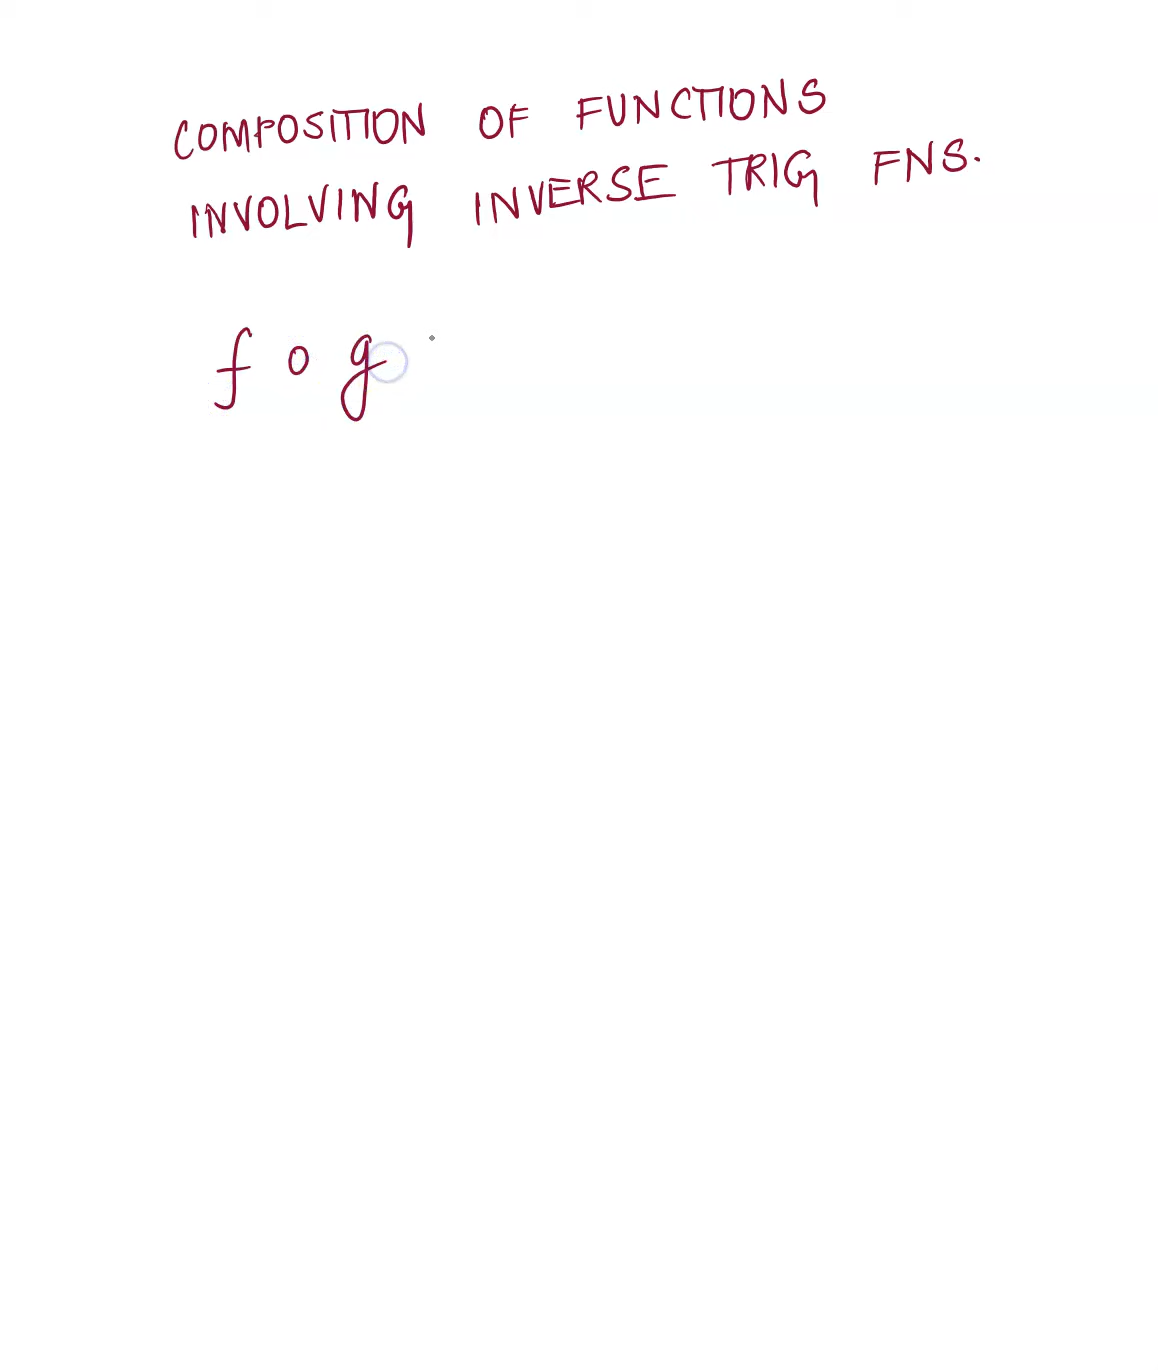 COMPOSITION OF FUNCTIONS
INVOLVING INVERSE TRIG FNS.
f o g